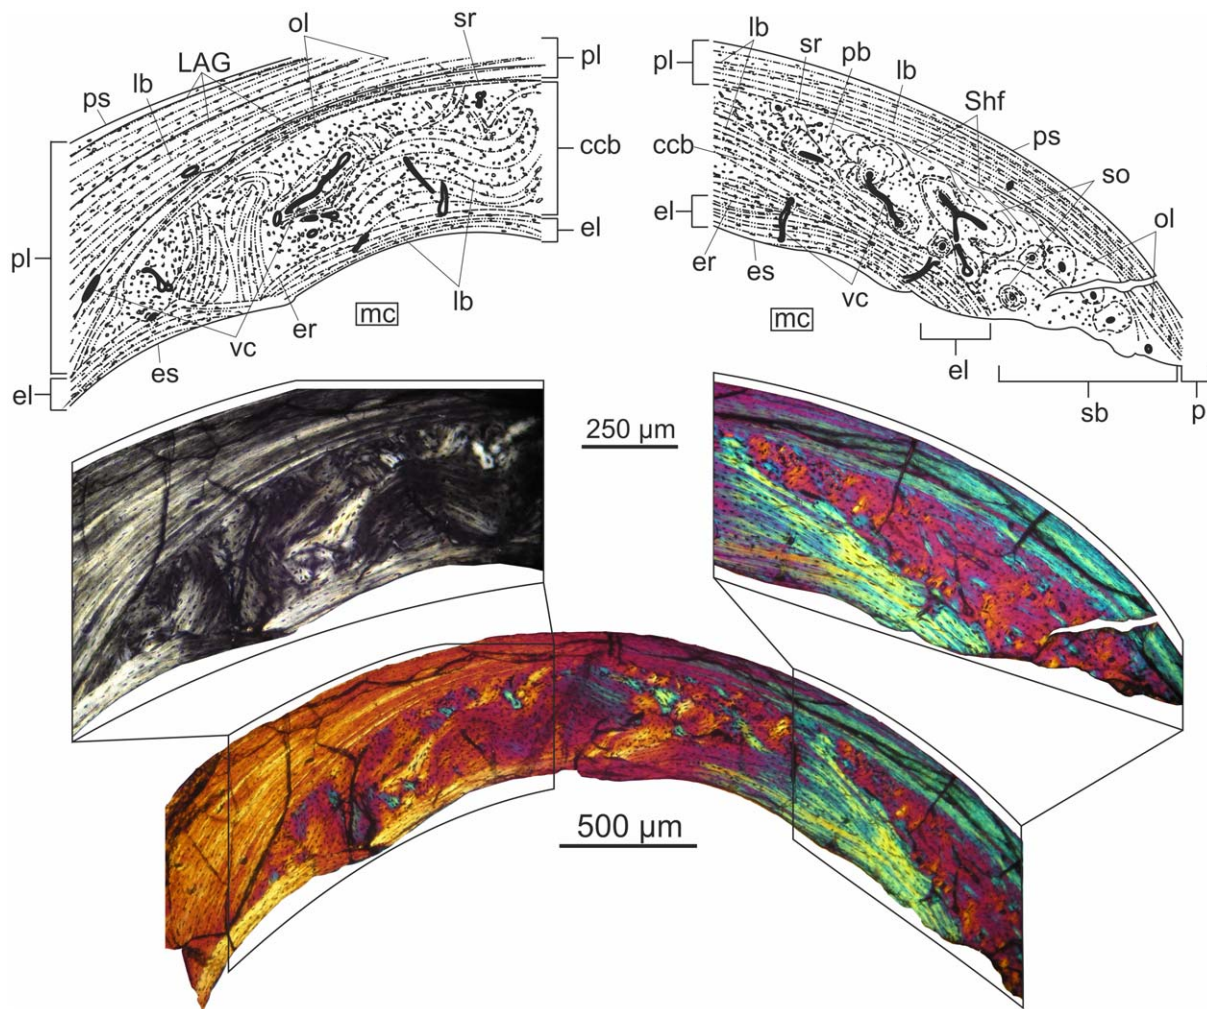 ol
sr
LAG
lb
ps
pl
pl
ccb
el
el
es
vc
er
mc
lb
lb
sr
pb
lb
Shf
ps
so
ol
pl
ccb
el
er
es
vc
mc
el
sb
p
250 µm
500 µm